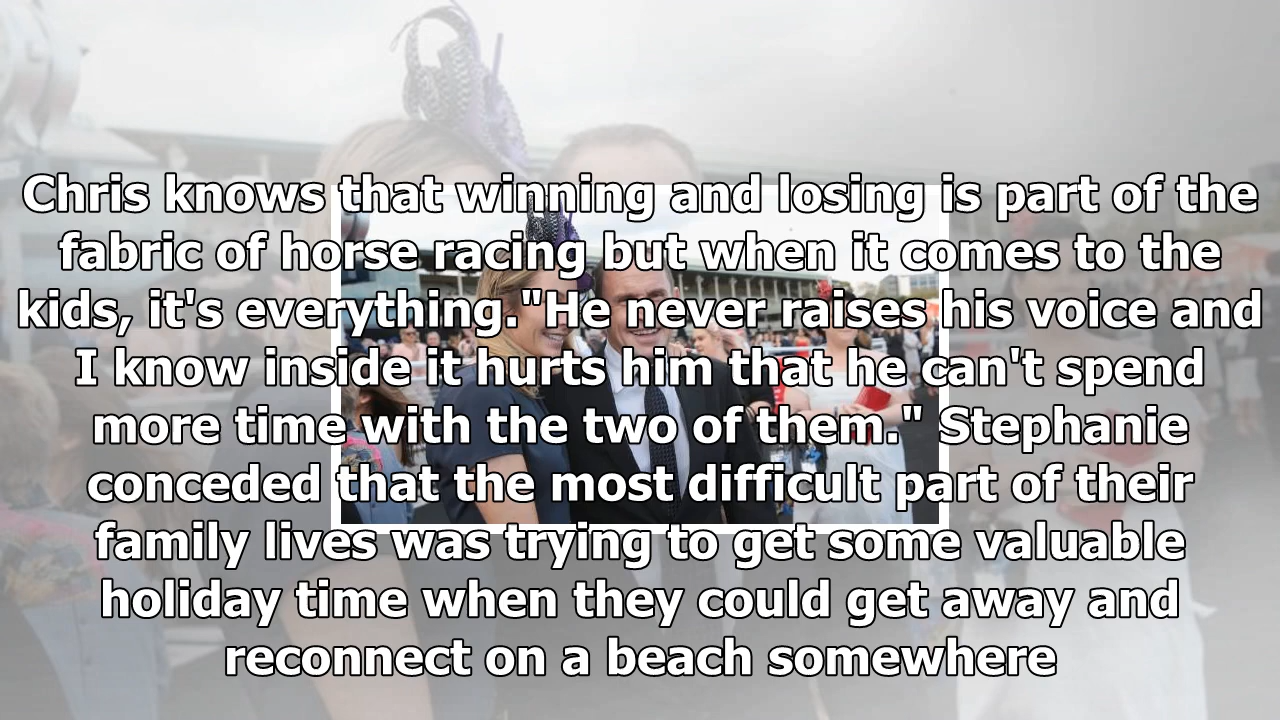 Chris knows that winning and losing is part of the
fabric of horse racing but when it comes to the
kids, it's everything."He never raises his voice and
I know inside it hurts him that he can't spend
more time with the two of them." Stephanie
conceded that the most difficult part of their
family lives was trying to get some valuable
holiday time when they could get away and
reconnect on a beach somewhere